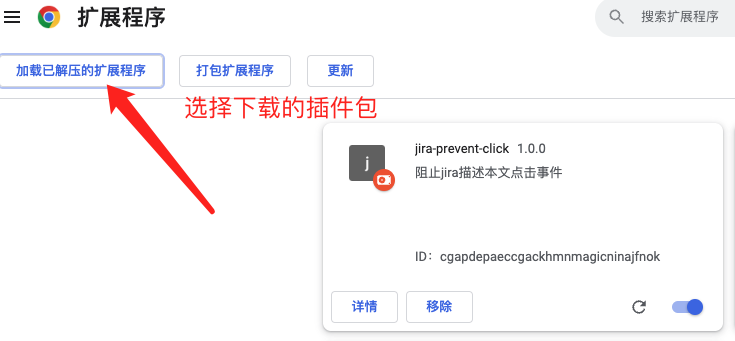 扩展程序
搜索扩展程序
加载已解压的扩展程序
打包扩展程序
更新
选择下载的插件包
j
jira-prevent-click 1.0.0
阻止jira描述本文点击事件
ID：cgapdepaeccgackhmnmagicninajfnok
详情
移除